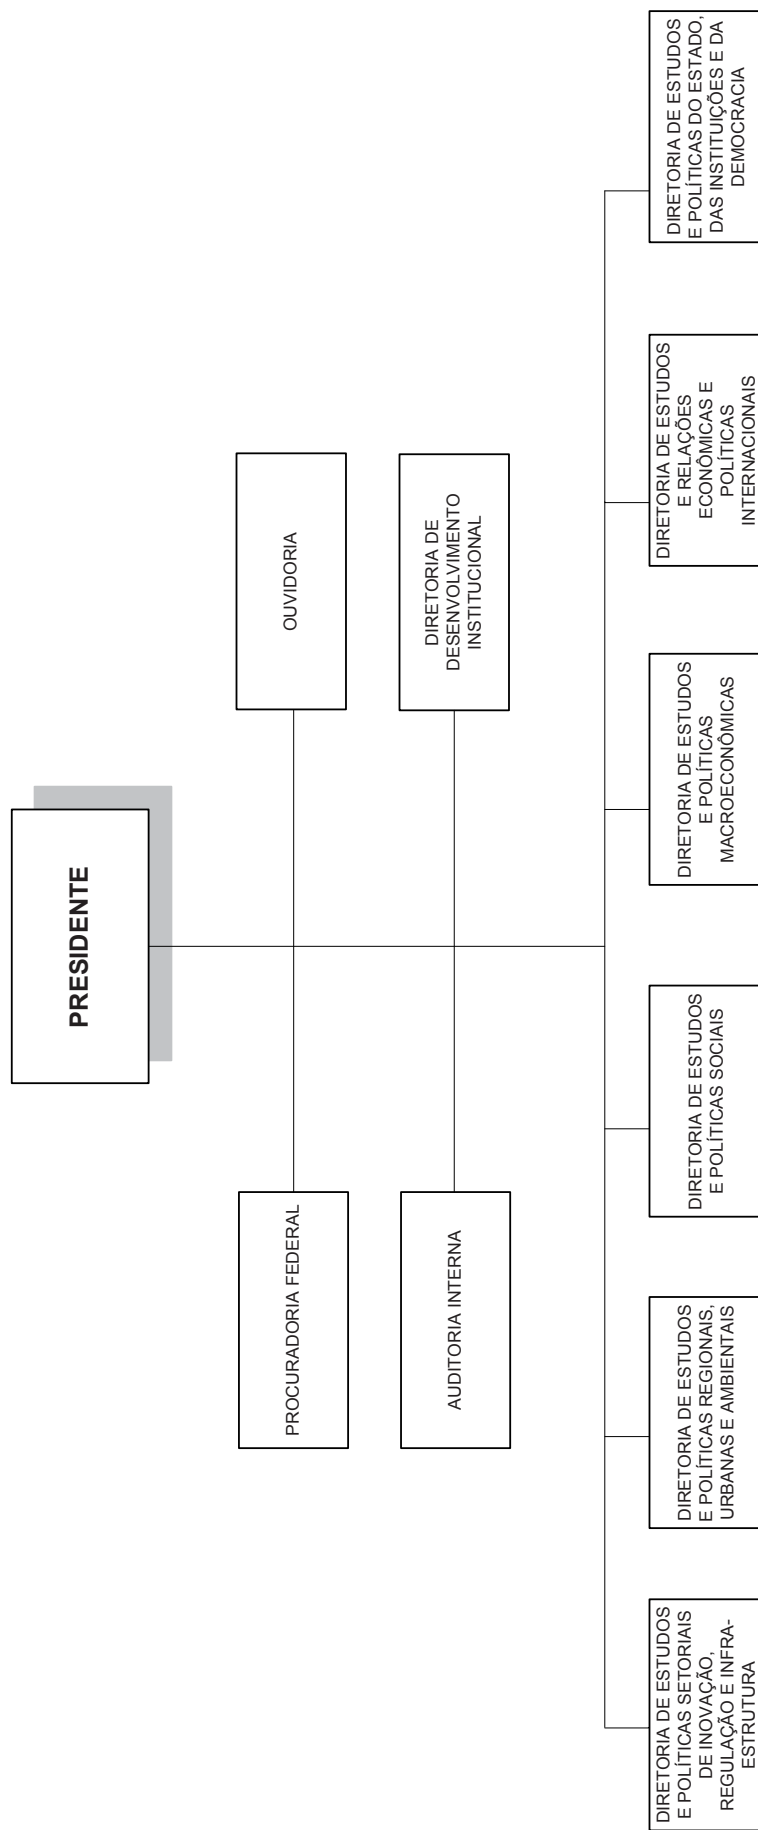 PRESIDENTE
PROCURADORIA FEDERAL
OUVIDORIA
AUDITORIA INTERNA
DIRETORIA DE
DESENVOLVIMENTO
INSTITUCIONAL
DIRETORIA DE ESTUDOS
E POLÍTICAS SETORIAIS
DE INOVAÇÃO,
REGULAÇÃO E INFRA-
ESTRUTURA
DIRETORIA DE ESTUDOS
E POLÍTICAS REGIONAIS,
URBANAS E AMBIENTAIS
DIRETORIA DE ESTUDOS
E POLÍTICAS SOCIAIS
DIRETORIA DE ESTUDOS
E POLÍTICAS
MACROECONÔMICAS
DIRETORIA DE ESTUDOS
E RELAÇÕES
ECONÔMICAS E
POLÍTICAS
INTERNACIONAIS
DIRETORIA DE ESTUDOS
E POLÍTICAS DO ESTADO,
DAS INSTITUIÇÕES E DA
DEMOCRACIA